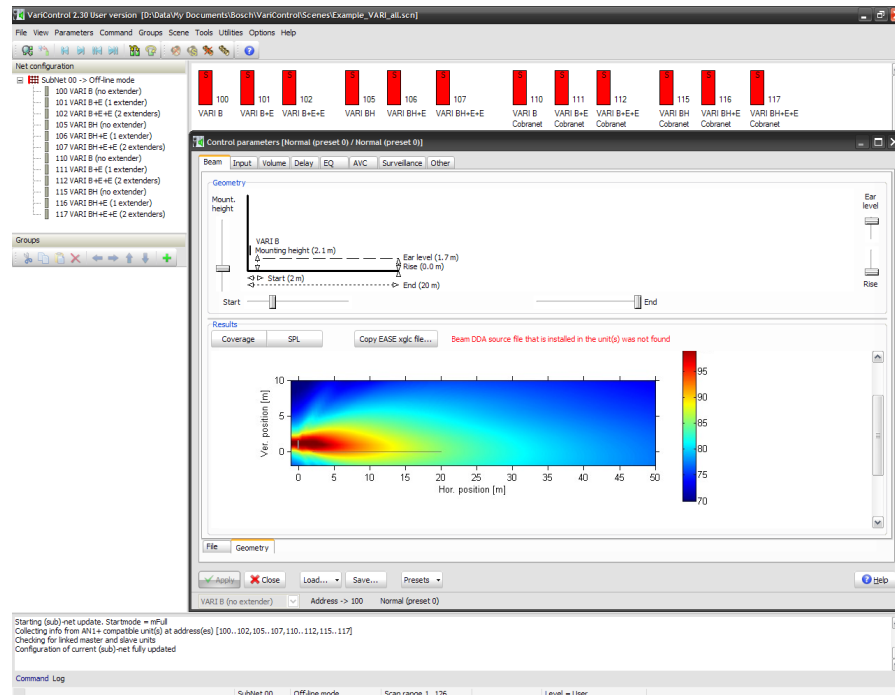 VariControl 2.30 User version [D:\Data\My Documents\Bosch\VariControl\Scenes\Example_VARI_all.scn]
File View Parameters Command Groups Scene Tools Utilities Options Help
Net configuration
SubNet 00 -> Off-line mode
100 VARI B (no extender)
101 VARI B+E (1 extender)
102 VARI B+E+E (2 extenders)
105 VARI BH (no extender)
106 VARI BH+E (1 extender)
107 VARI BH+E+E (2 extenders)
110 VARI B (no extender)
111 VARI B+E (1 extender)
112 VARI B+E+E (2 extenders)
115 VARI BH (no extender)
116 VARI BH+E (1 extender)
117 VARI BH+E+E (2 extenders)
Groups
S S S S S S S S S S S S
100 101 102 105 106 107 110 111 112 115 116 117
VARI B VARI B+E VARI B+E+E VARI BH VARI BH+E VARI BH+E+E VARI B VARI B+E VARI B+E+E VARI BH VARI BH+E VARI BH+E+E
Cobranet Cobranet Cobranet Cobranet Cobranet Cobranet
Control parameters [Normal (preset 0) / Normal (preset 0)]
Beam Input Volume Delay EQ AVC Surveillance Other
Geometry
Mount. height
Ear level
VARI B
Mounting height (2.1 m)
Ear level (1.7 m)
Rise (0.0 m)
Start (2 m)
End (20 m)
Rise
Start
End
Results
Coverage SPL Copy EASE xglc file... Beam DDA source file that is installed in the unit(s) was not found
Ver. position [m]
10
5
0
0 5 10 15 20 25 30 35 40 45 50
Hor. position [m]
95
90
85
80
75
70
File Geometry
Apply Close Load... Save... Presets Help
VARI B (no extender) Address -> 100 Normal (preset 0)
Starting (sub)-net update. Startmode = mFull
Collecting info from AN1+ compatible unit(s) at address(es) [100..102,105..107,110..112,115..117]
Checking for linked master and slave units
Configuration of current (sub)-net fully updated
Command Log
SubNet 00 Off-line mode Scan range 1..126 Level = User